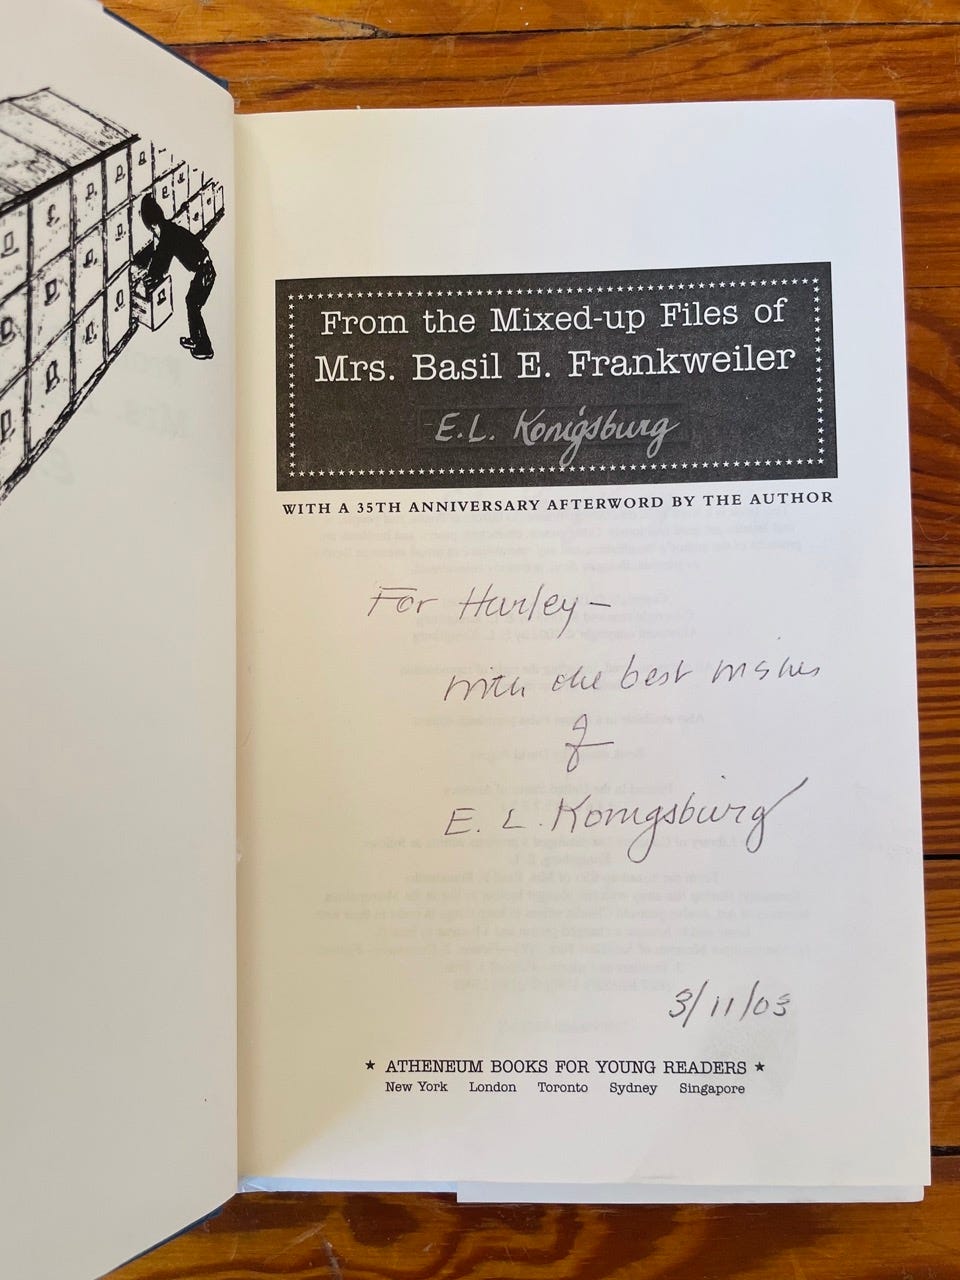 From the Mixed-up Files of
Mrs. Basil E. Frankweiler
E.L. Konigsburg
WITH A 35TH ANNIVERSARY AFTERWORD BY THE AUTHOR
For Harley–
with the best wishes
of
E. L. Konigsburg
3/11/03
★ ATHENEUM BOOKS FOR YOUNG READERS ★
New York London Toronto Sydney Singapore